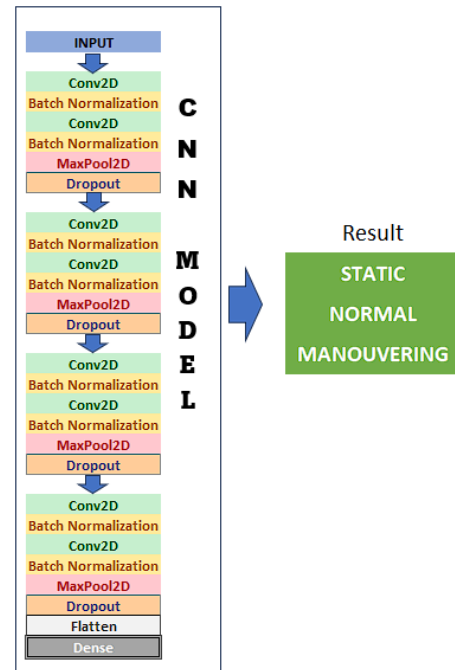 INPUT
Conv2D
Batch Normalization
Conv2D
Batch Normalization
MaxPool2D
Dropout
Conv2D
Batch Normalization
Conv2D
Batch Normalization
MaxPool2D
Dropout
Conv2D
Batch Normalization
Conv2D
Batch Normalization
MaxPool2D
Dropout
Conv2D
Batch Normalization
Conv2D
Batch Normalization
MaxPool2D
Dropout
Flatten
Dense
CNN MODEL
Result
STATIC
NORMAL
MANOUVERING